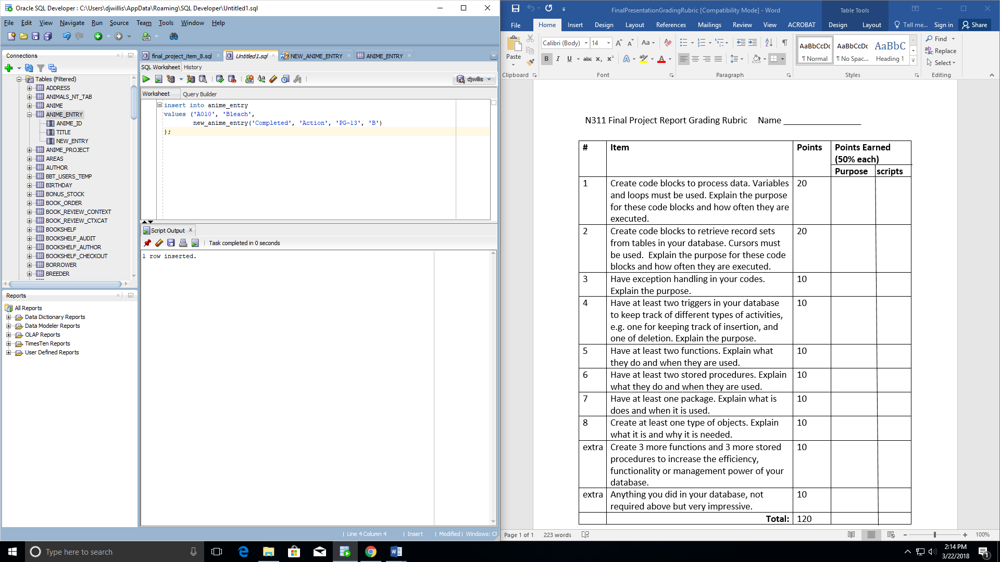 Oracle SQL Developer : C:\Users\djwillis\AppData\Roaming\SQL Developer\Untitled1.sql
File Edit View Navigate Run Source Team Tools Window Help
Connections
Tables (Filtered)
ADDRESS
ANIMALS_NT_TAB
ANIME
ANIME_ENTRY
ANIME_ID
TITLE
NEW_ENTRY
ANIME_PROJECT
AREAS
AUTHOR
BBT_USERS_TEMP
BIRTHDAY
BONUS_STOCK
BOOK_ORDER
BOOK_REVIEW_CONTEXT
BOOK_REVIEW_CTXCAT
BOOKSHELF
BOOKSHELF_AUDIT
BOOKSHELF_AUTHOR
BOOKSHELF_CHECKOUT
BORROWER
BREEDER
Reports
All Reports
Data Dictionary Reports
Data Modeler Reports
OLAP Reports
TimesTen Reports
User Defined Reports
final_project_item_8.sql Untitled1.sql NEW_ANIME_ENTRY ANIME_ENTRY
SQL Worksheet History
djwillis
Worksheet Query Builder
insert into anime_entry
values ('A010', 'Bleach',
new_anime_entry('Completed', 'Action', 'PG-13', 'B')
);
Script Output x
Task completed in 0 seconds
1 row inserted.
| Line 4 Column 4 | Insert | Modified | Windows: CF
FinalPresentationGradingRubric [Compatibility Mode] - Word Table Tools
File Home Insert Design Layout References Mailings Review View ACROBAT Design Layout Tell me... Sign in Share
Paste
Calibri (Body) 14
AaBbCcDc AaBbCcDc AaBbC
¶ Normal ¶ No Spac... Heading 1
Find
Replace
Select
Clipboard Font Paragraph Styles Editing
N311 Final Project Report Grading Rubric Name ________________
# Item Points Points Earned
(50% each)
Purpose scripts
1 Create code blocks to process data. Variables 20
and loops must be used. Explain the purpose
for these code blocks and how often they are
executed.
2 Create code blocks to retrieve record sets 20
from tables in your database. Cursors must
be used. Explain the purpose for these code
blocks and how often they are executed.
3 Have exception handling in your codes. 10
Explain the purpose.
4 Have at least two triggers in your database 10
to keep track of different types of activities,
e.g. one for keeping track of insertion, and
one of deletion. Explain the purpose.
5 Have at least two functions. Explain what 10
they do and when they are used.
6 Have at least two stored procedures. Explain 10
what they do and when they are used.
7 Have at least one package. Explain what is 10
does and when it is used.
8 Create at least one type of objects. Explain 10
what it is and why it is needed.
extra Create 3 more functions and 3 more stored 10
procedures to increase the efficiency,
functionality or management power of your
database.
extra Anything you did in your database, not 10
required above but very impressive.
Total: 120
Page 1 of 1 223 words 100%
Type here to search
2:14 PM
3/22/2018